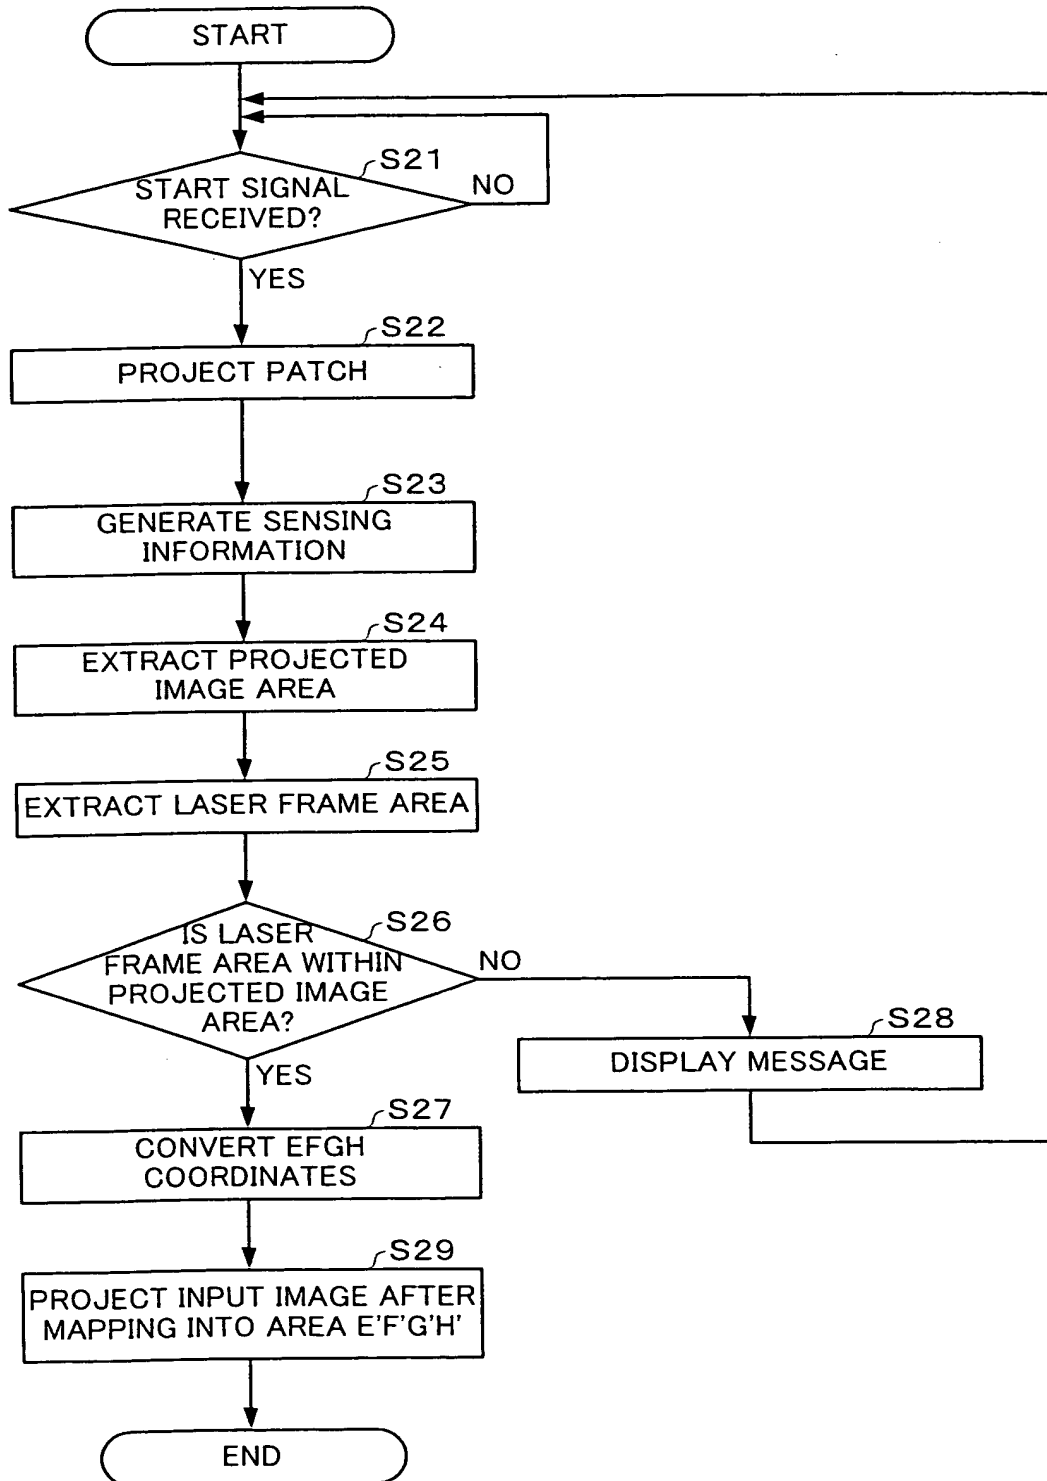 START
S21
START SIGNAL
RECEIVED?
NO
YES
S22
PROJECT PATCH
S23
GENERATE SENSING
INFORMATION
S24
EXTRACT PROJECTED
IMAGE AREA
S25
EXTRACT LASER FRAME AREA
S26
IS LASER
FRAME AREA WITHIN
PROJECTED IMAGE
AREA?
NO
YES
S28
DISPLAY MESSAGE
S27
CONVERT EFGH
COORDINATES
S29
PROJECT INPUT IMAGE AFTER
MAPPING INTO AREA E'F'G'H'
END